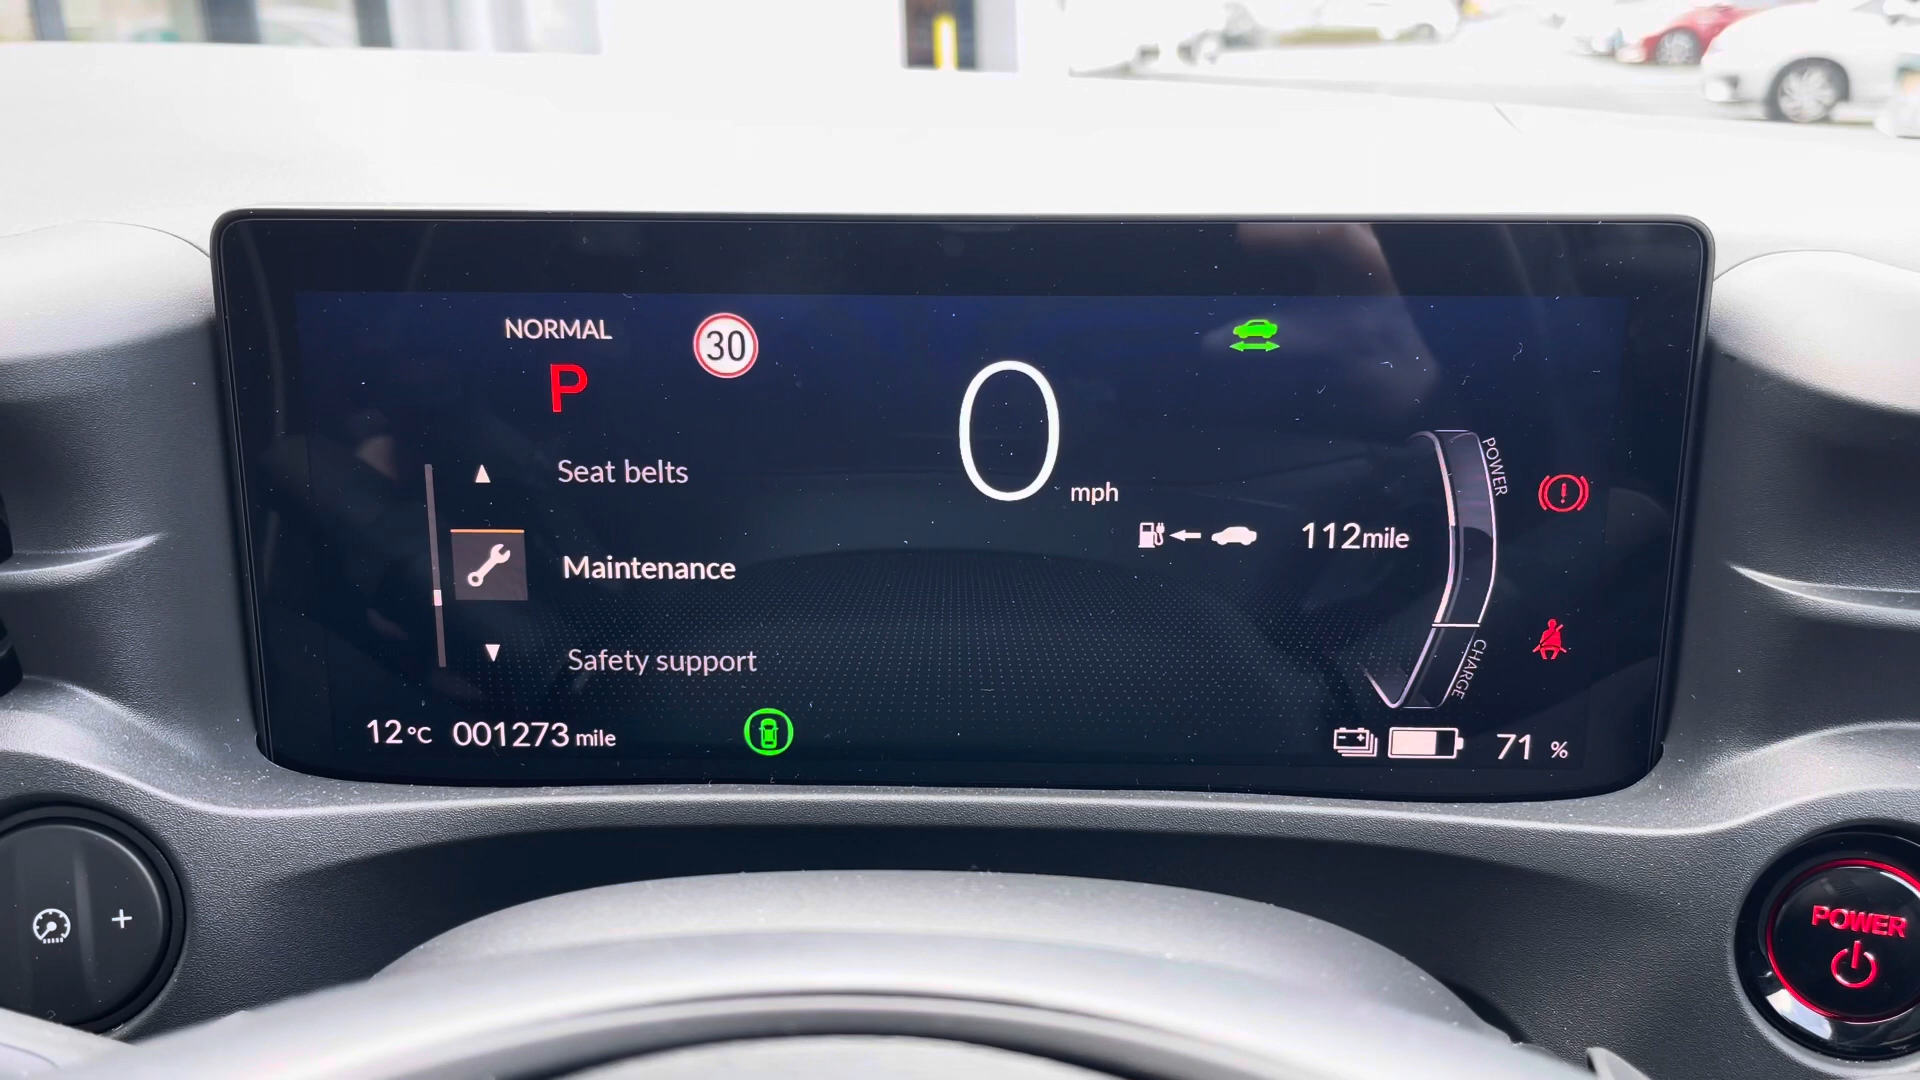 NORMAL
30
P
0
mph
Seat belts
Maintenance
Safety support
112mile
POWER
CHARGE
12°C
001273 mile
71 %
+
POWER